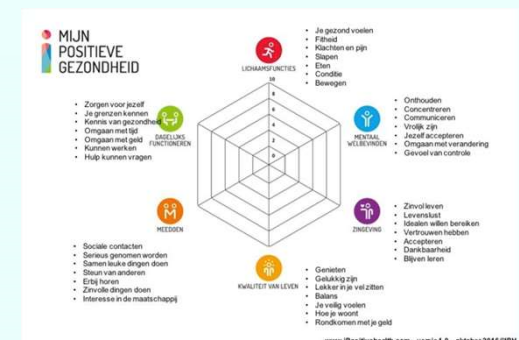 MIJN
POSITIEVE
GEZONDHEID
LICHAAMSFUNCTIES
• Je gezond voelen
• Fitheid
• Klachten en pijn
• Slapen
• Eten
• Conditie
• Bewegen
10
8
6
4
2
0
MENTAAL
WELBEVINDEN
• Onthouden
• Concentreren
• Communiceren
• Vrolijk zijn
• Jezelf accepteren
• Omgaan met verandering
• Gevoel van controle
ZINGEVING
• Zinvol leven
• Levenslust
• Idealen willen bereiken
• Vertrouwen hebben
• Accepteren
• Dankbaarheid
• Blijven leren
KWALITEIT VAN LEVEN
• Genieten
• Gelukkig zijn
• Lekker in je vel zitten
• Balans
• Je veilig voelen
• Hoe je woont
• Rondkomen met je geld
MEEDOEN
• Sociale contacten
• Serieus genomen worden
• Samen leuke dingen doen
• Steun van anderen
• Erbij horen
• Zinvolle dingen doen
• Interesse in de maatschappij
DAGELIJKS
FUNCTIONEREN
• Zorgen voor jezelf
• Je grenzen kennen
• Kennis van gezondheid
• Omgaan met tijd
• Omgaan met geld
• Kunnen werken
• Hulp kunnen vragen